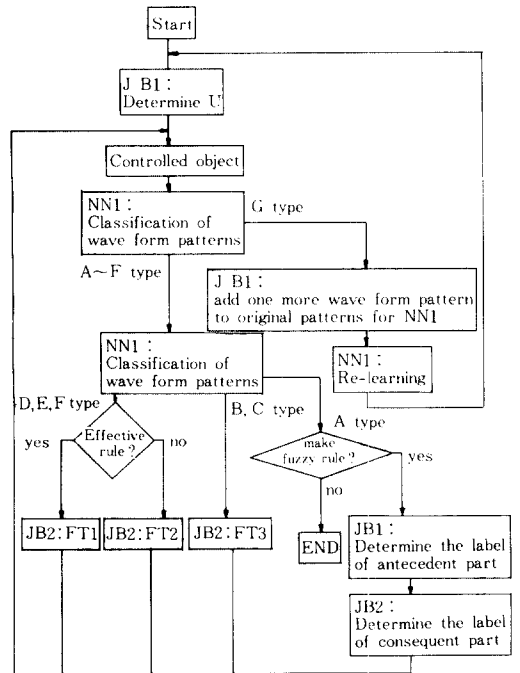 Start
J B1:
Determine U
Controlled object
NN1:
Classification of
wave form patterns
G type
A~F type
J B1:
add one more wave form pattern
to original patterns for NN1
NN1:
Classification of
wave form patterns
NN1:
Re-learning
D,E,F type
B, C type
A type
yes
Effective
rule?
no
make
fuzzy rule?
yes
no
JB2:FT1
JB2:FT2
JB2:FT3
END
JB1:
Determine the label
of antecedent part
JB2:
Determine the label
of consequent part